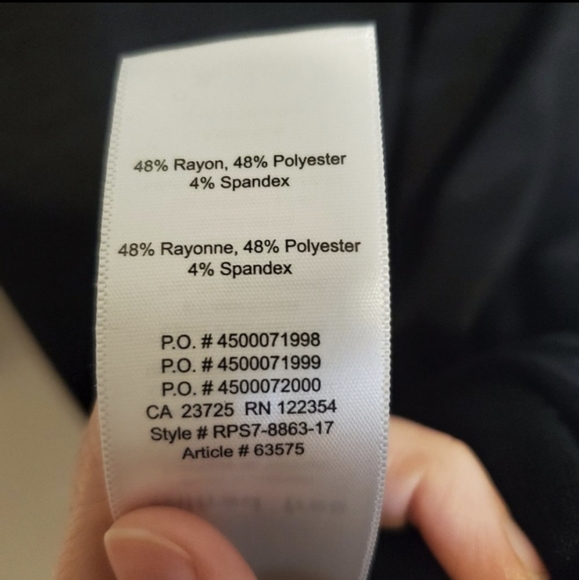 48% Rayon, 48% Polyester
4% Spandex
48% Rayonne, 48% Polyester
4% Spandex
P.O. # 4500071998
P.O. # 4500071999
P.O. # 4500072000
CA 23725 RN 122354
Style # RPS7-8863-17
Article # 63575